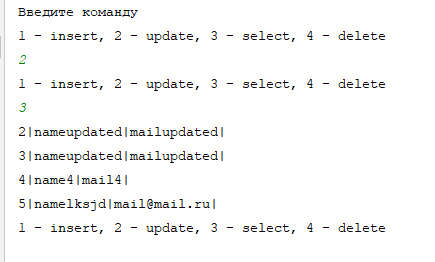 Введите команду
1 - insert, 2 - update, 3 - select, 4 - delete
2
1 - insert, 2 - update, 3 - select, 4 - delete
3
2|nameupdated|mailupdated|
3|nameupdated|mailupdated|
4|name4|mail4|
5|namelksjd|mail@mail.ru|
1 - insert, 2 - update, 3 - select, 4 - delete